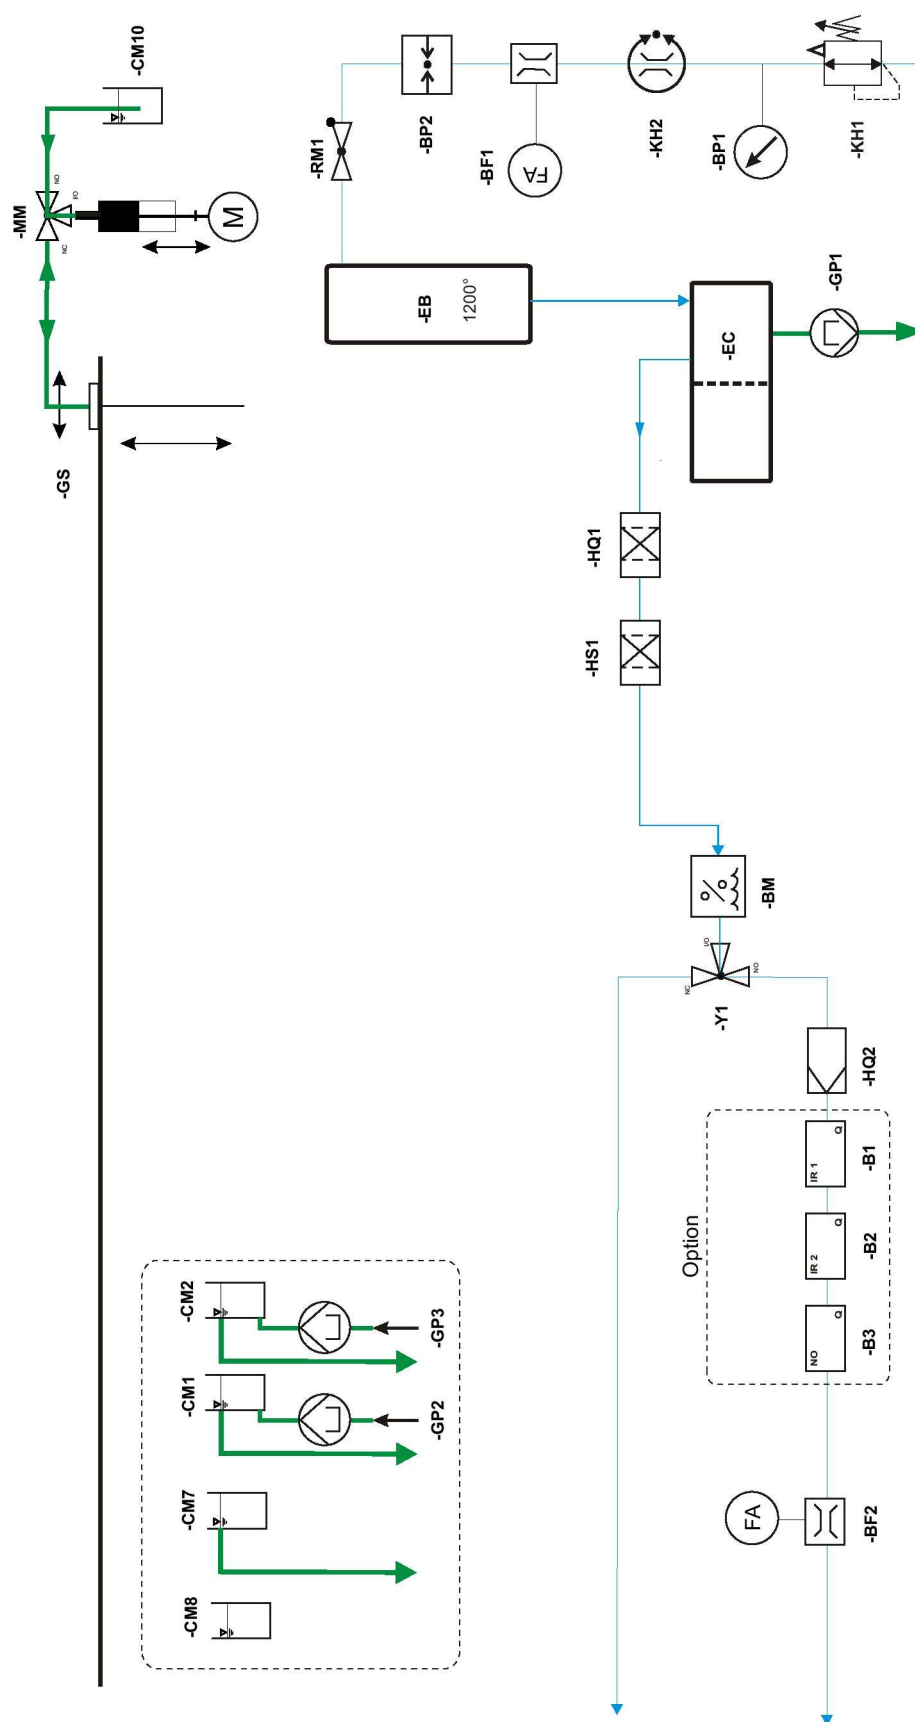 -CM10
-MM
NO
I/O
NC
M
-GS
-RM1
-BP2
-BF1
FA
-KH2
-BP1
-KH1
-EB
1200°
-EC
-GP1
-HQ1
-HS1
-BM
%
I/O
NC
NO
-Y1
-HQ2
Option
IR 1
Q
-B1
IR 2
Q
-B2
NO
Q
-B3
FA
-BF2
-CM2
-GP3
-CM1
-GP2
-CM7
-CM8